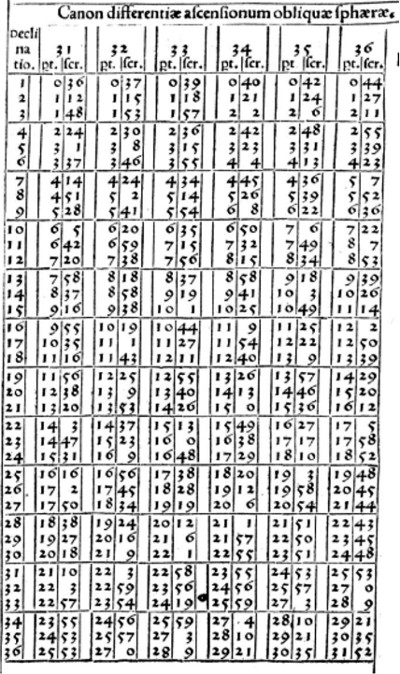 Canon differentiæ ascensionum obliquæ sphæræ.
Decli 31 32 33 34 35 36
natio. pt. scr. pt. scr. pt. scr. pt. scr. pt. scr. pt. scr.
1 0 36 0 37 0 39 0 40 0 42 0 44
2 1 12 1 15 1 18 1 21 1 24 1 27
3 1 48 1 53 1 57 2 2 2 6 2 11
4 2 24 2 30 2 36 2 42 2 48 2 55
5 3 1 3 8 3 15 3 23 3 31 3 39
6 3 37 3 46 3 55 4 4 4 13 4 23
7 4 14 4 24 4 34 4 45 4 36 5 7
8 4 51 5 2 5 14 5 26 5 39 5 52
9 5 28 5 41 5 54 6 8 6 22 6 36
10 6 5 6 20 6 35 6 50 7 6 7 22
11 6 42 6 59 7 15 7 32 7 49 8 7
12 7 20 7 38 7 56 8 15 8 34 8 53
13 7 58 8 18 8 37 8 58 9 18 9 39
14 8 37 8 58 9 19 9 41 10 3 10 26
15 9 16 9 38 10 1 10 25 10 49 11 14
16 9 55 10 19 10 44 11 9 11 25 12 2
17 10 35 11 1 11 27 11 54 12 22 12 50
18 11 16 11 43 12 11 12 40 13 9 13 39
19 11 56 12 25 12 55 13 26 13 57 14 29
20 12 38 13 9 13 40 14 13 14 46 15 20
21 13 20 13 53 14 26 15 0 15 36 16 12
22 14 3 14 37 15 13 15 49 16 27 17 5
23 14 47 15 23 16 0 16 38 17 17 17 58
24 15 31 16 9 16 48 17 29 18 10 18 52
25 16 16 16 56 17 38 18 20 19 3 19 48
26 17 2 17 45 18 28 19 12 19 58 20 45
27 17 50 18 34 19 19 20 6 20 54 21 44
28 18 38 19 24 20 12 21 1 21 51 22 43
29 19 27 20 16 21 6 21 57 22 50 23 45
30 20 18 21 9 22 1 22 55 23 51 24 48
31 21 10 22 3 22 58 23 55 24 53 25 53
32 22 3 22 59 23 56 24 56 25 57 27 0
33 22 57 23 54 24 19 25 59 27 3 28 9
34 23 55 24 56 25 59 27 4 28 10 29 21
35 24 53 25 57 27 3 28 10 29 21 30 35
36 25 53 27 0 28 9 29 21 30 35 31 52